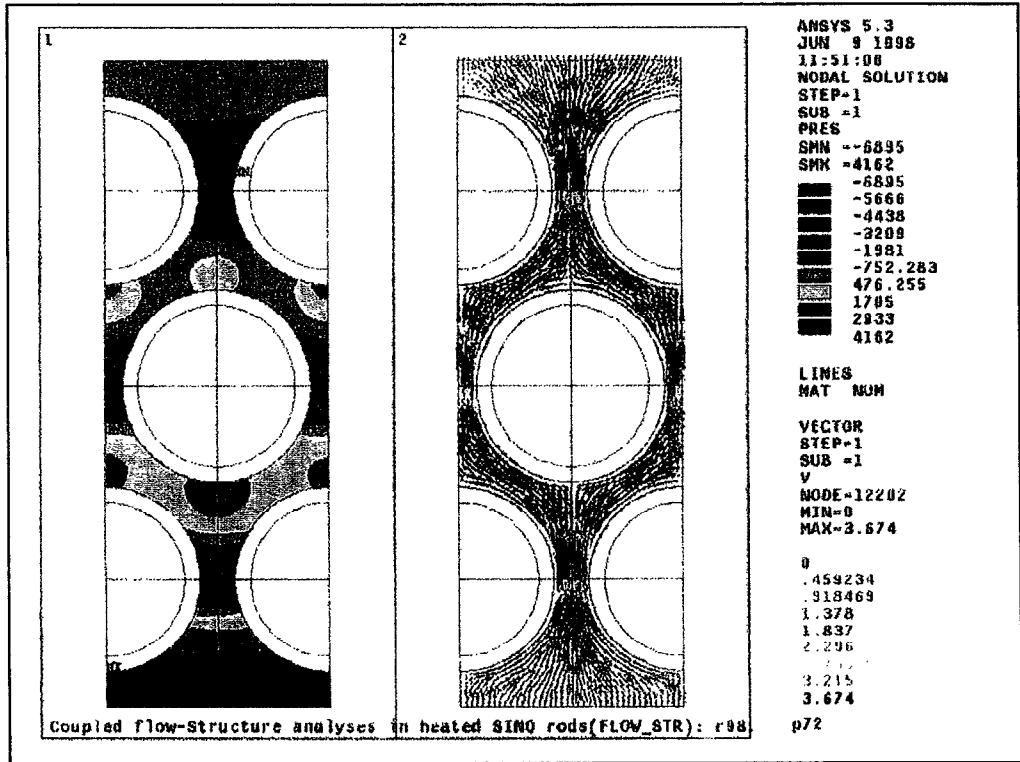 1
2
ANSYS 5.3
JUN 9 1998
11:51:08
NODAL SOLUTION
STEP=1
SUB =1
PRES
SMN =-6895
SMX =4162
-6895
-5666
-4438
-3209
-1981
-752.283
476.255
1705
2933
4162
LINES
MAT NUM
VECTOR
STEP=1
SUB =1
V
NODE=12202
MIN=0
MAX=3.674
0
.459234
.918469
1.378
1.837
2.296
3.215
3.674
Coupled flow-Structure analyses in heated SINQ rods(FLOW_STR): r98
p72